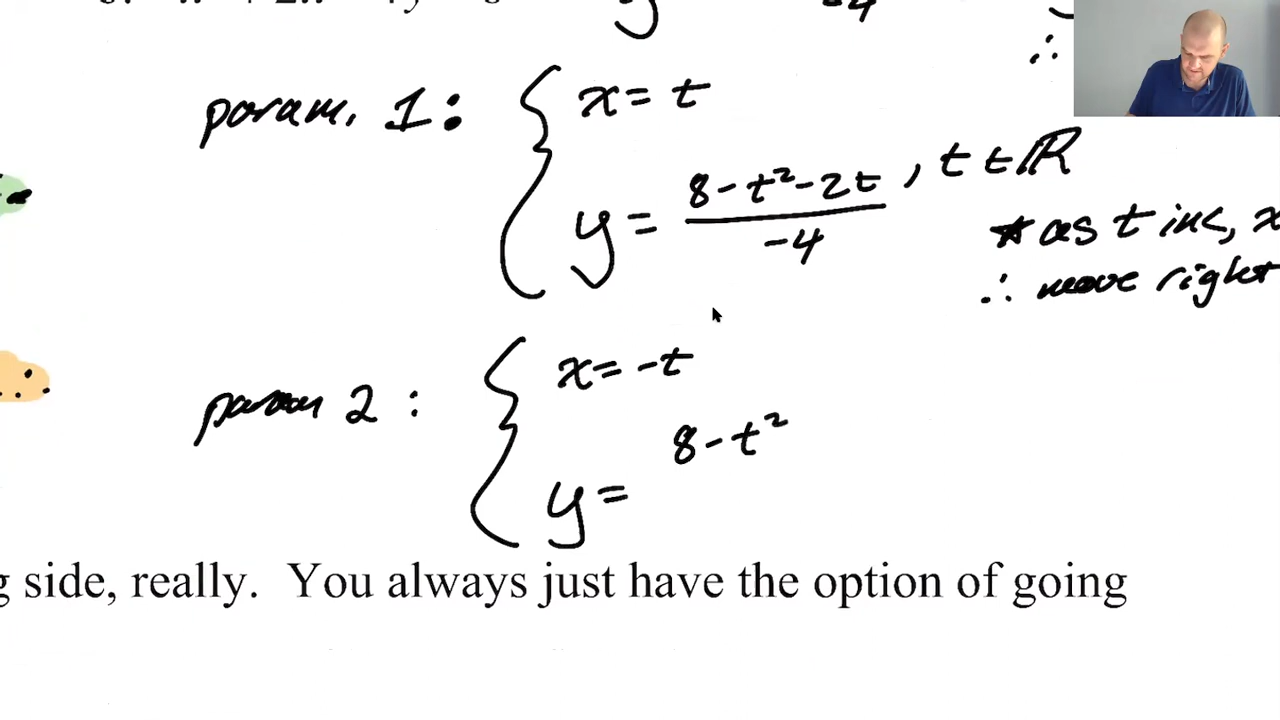 param. 1: { x = t
y = (8 - t² - 2t) / -4 , t ∈ ℝ
* as t inc, x
∴ move right
param 2 : { x = -t
8 - t²
y =
g side, really. You always just have the option of going